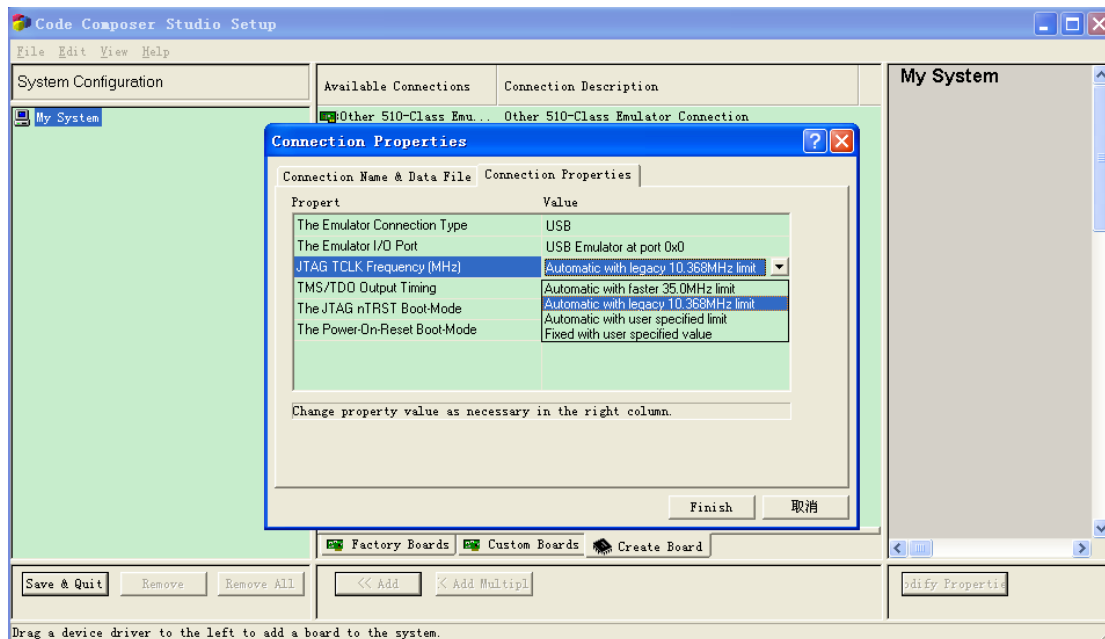 Code Composer Studio Setup
File Edit View Help
System Configuration
Available Connections
Connection Description
My System
My System
Other 510-Class Emu...
Other 510-Class Emulator Connection
Connection Properties
Connection Name & Data File
Connection Properties
Propert
Value
The Emulator Connection Type
USB
The Emulator I/O Port
USB Emulator at port 0x0
JTAG TCLK Frequency (MHz)
Automatic with legacy 10.368MHz limit
TMS/TDO Output Timing
The JTAG nTRST Boot-Mode
The Power-On-Reset Boot-Mode
Automatic with faster 35.0MHz limit
Automatic with legacy 10.368MHz limit
Automatic with user specified limit
Fixed with user specified value
Change property value as necessary in the right column.
Finish
取消
Factory Boards
Custom Boards
Create Board
Save & Quit
Remove
Remove All
<< Add
< Add Multipl
odify Propertie
Drag a device driver to the left to add a board to the system.